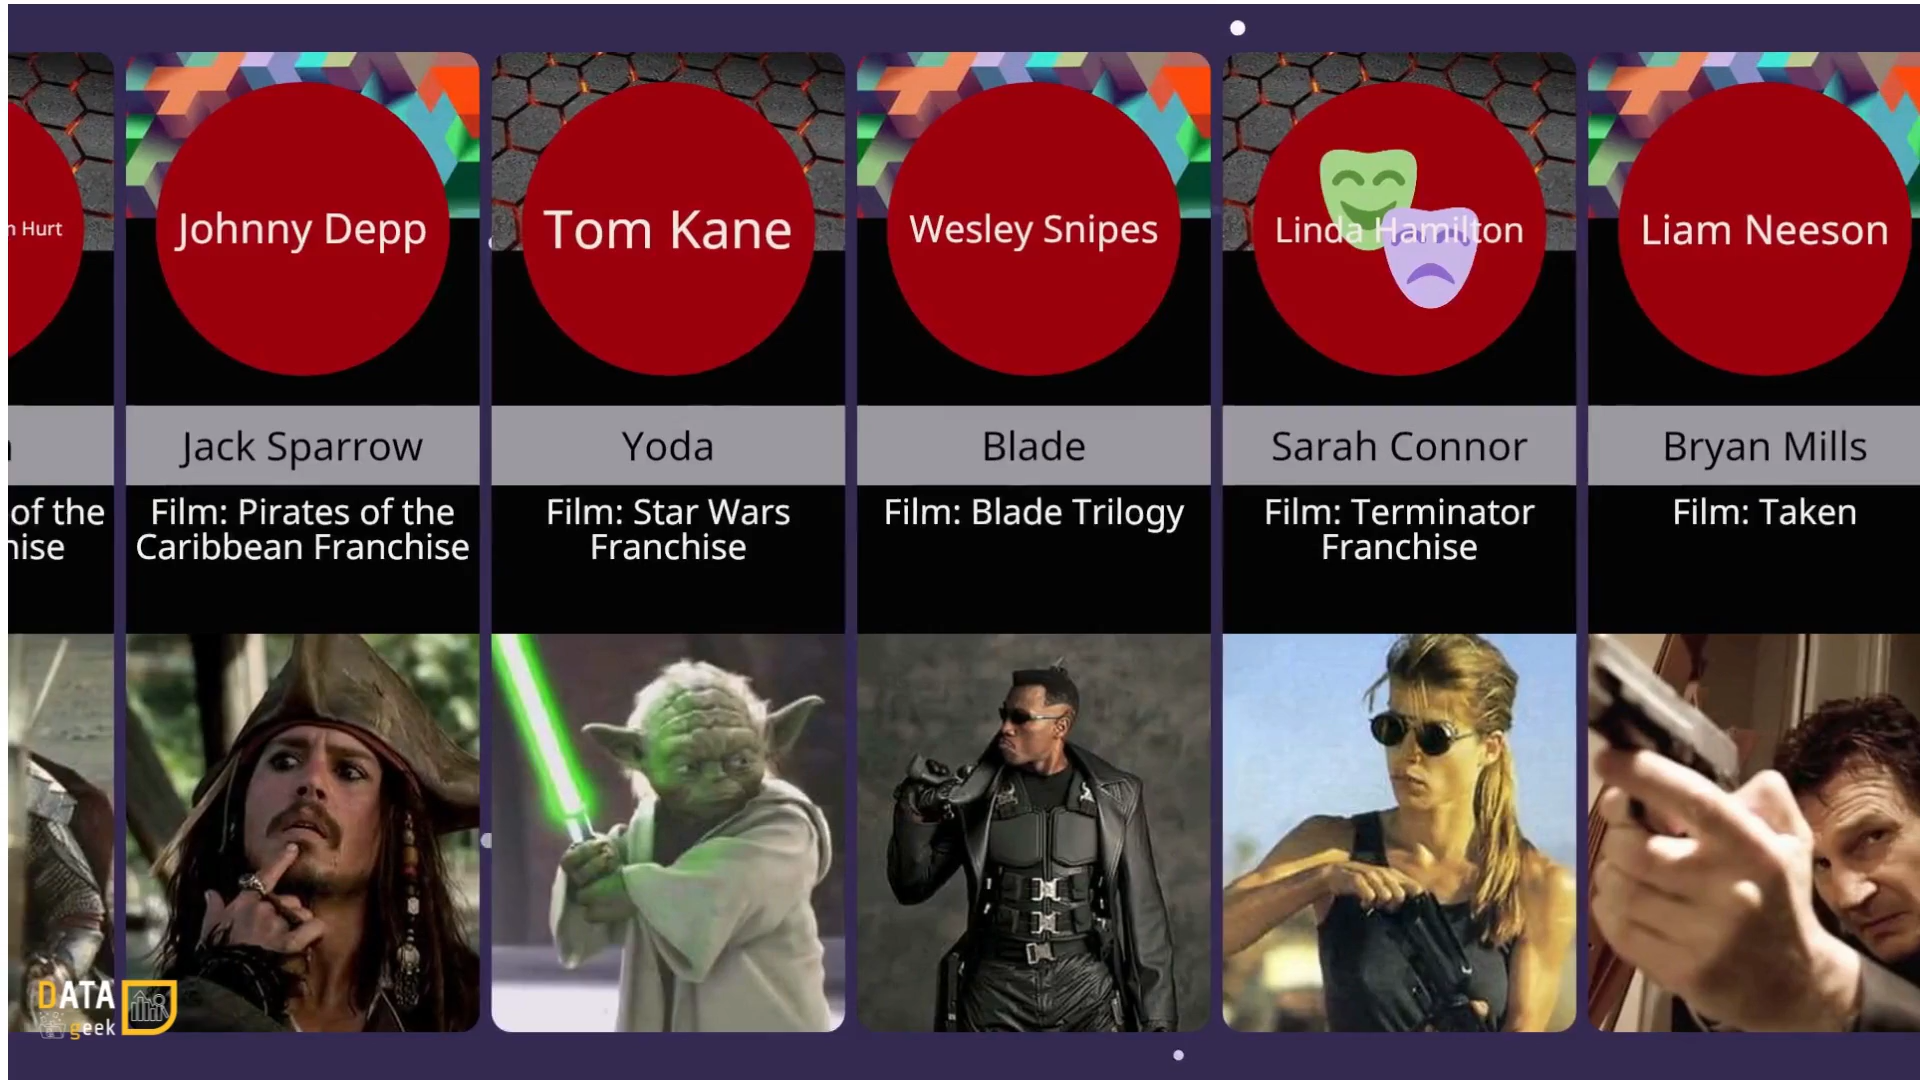 Hurt
of the
Johnny Depp
Jack Sparrow
Film: Pirates of the
Caribbean Franchise
Tom Kane
Yoda
Film: Star Wars
Franchise
Wesley Snipes
Blade
Film: Blade Trilogy
Linda Hamilton
Sarah Connor
Film: Terminator
Franchise
Liam Neeson
Bryan Mills
Film: Taken
DATA
geek